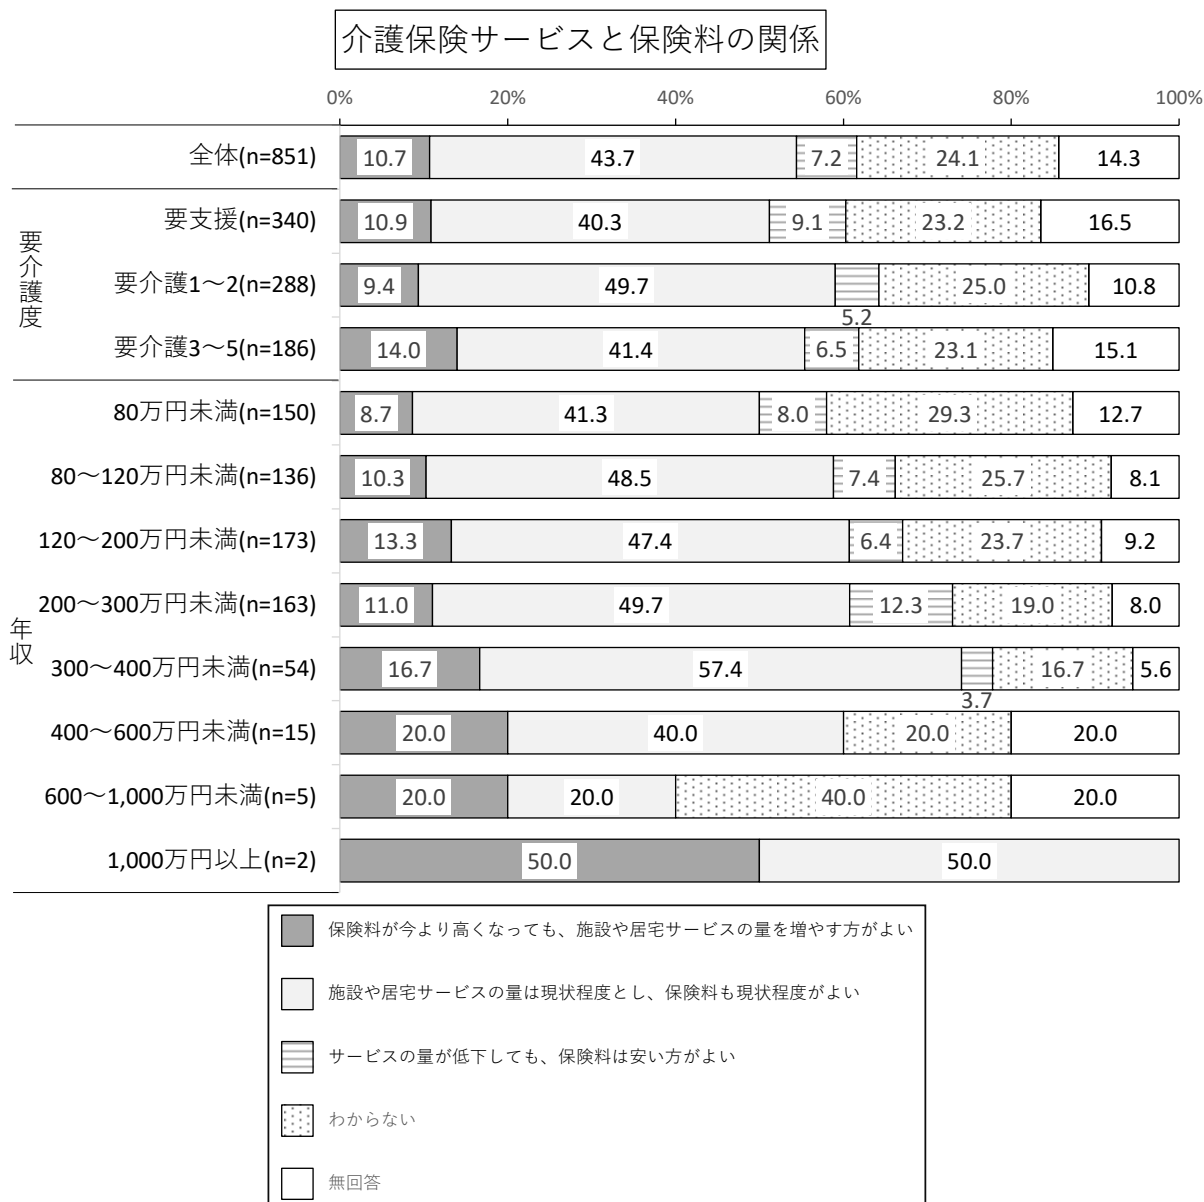 介護保険サービスと保険料の関係
0% 20% 40% 60% 80% 100%
全体(n=851) 10.7 43.7 7.2 24.1 14.3
要介護度
要支援(n=340) 10.9 40.3 9.1 23.2 16.5
要介護1～2(n=288) 9.4 49.7 5.2 25.0 10.8
要介護3～5(n=186) 14.0 41.4 6.5 23.1 15.1
年収
80万円未満(n=150) 8.7 41.3 8.0 29.3 12.7
80～120万円未満(n=136) 10.3 48.5 7.4 25.7 8.1
120～200万円未満(n=173) 13.3 47.4 6.4 23.7 9.2
200～300万円未満(n=163) 11.0 49.7 12.3 19.0 8.0
300～400万円未満(n=54) 16.7 57.4 3.7 16.7 5.6
400～600万円未満(n=15) 20.0 40.0 20.0 20.0
600～1,000万円未満(n=5) 20.0 20.0 40.0 20.0
1,000万円以上(n=2) 50.0 50.0
保険料が今より高くなっても、施設や居宅サービスの量を増やす方がよい
施設や居宅サービスの量は現状程度とし、保険料も現状程度がよい
サービスの量が低下しても、保険料は安い方がよい
わからない
無回答